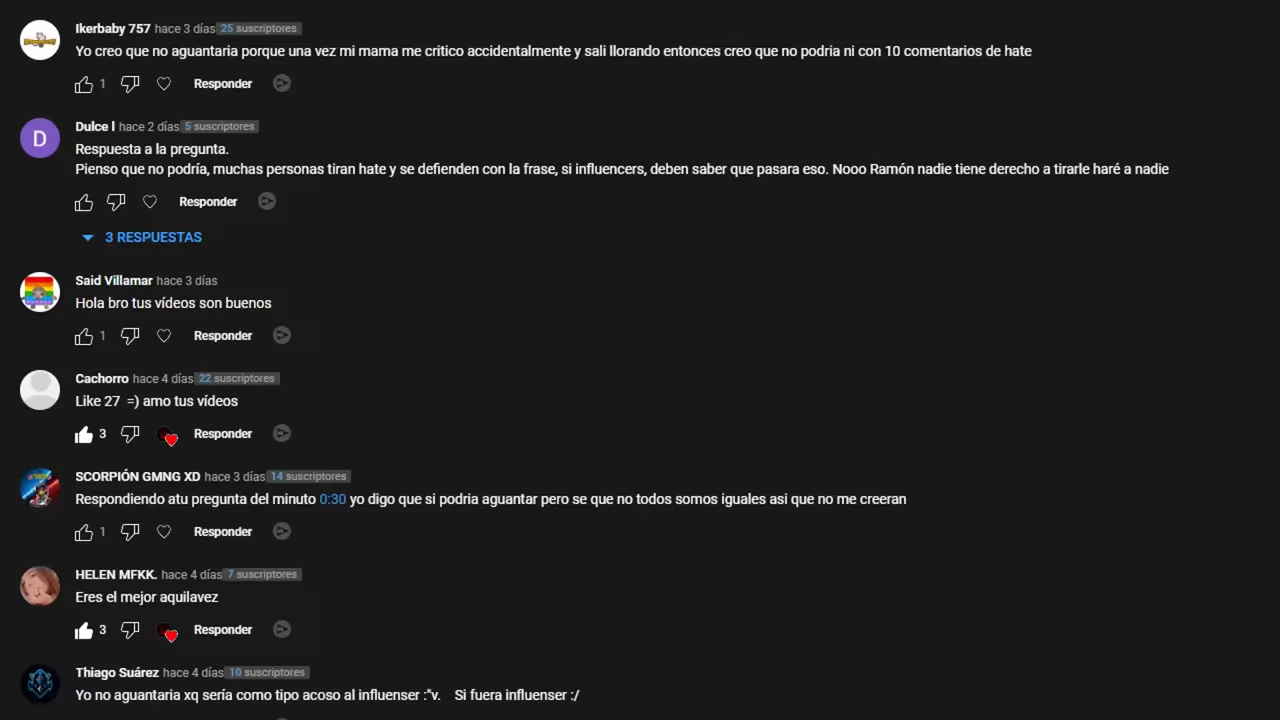 Ikerbaby 757 hace 3 días 25 suscriptores
Yo creo que no aguantaria porque una vez mi mama me critico accidentalmente y sali llorando entonces creo que no podria ni con 10 comentarios de hate
1 Responder
D
Dulce l hace 2 días 5 suscriptores
Respuesta a la pregunta.
Pienso que no podría, muchas personas tiran hate y se defienden con la frase, si influencers, deben saber que pasara eso. Nooo Ramón nadie tiene derecho a tirarle haré a nadie
Responder
3 RESPUESTAS
Said Villamar hace 3 días
Hola bro tus vídeos son buenos
1 Responder
Cachorro hace 4 días 22 suscriptores
Like 27 =) amo tus vídeos
3 Responder
SCORPIÓN GMNG XD hace 3 días 14 suscriptores
Respondiendo atu pregunta del minuto 0:30 yo digo que si podria aguantar pero se que no todos somos iguales asi que no me creeran
1 Responder
HELEN MFKK. hace 4 días 7 suscriptores
Eres el mejor aquilavez
3 Responder
Thiago Suárez hace 4 días 10 suscriptores
Yo no aguantaria xq sería como tipo acoso al influenser :"v. Si fuera influenser :/